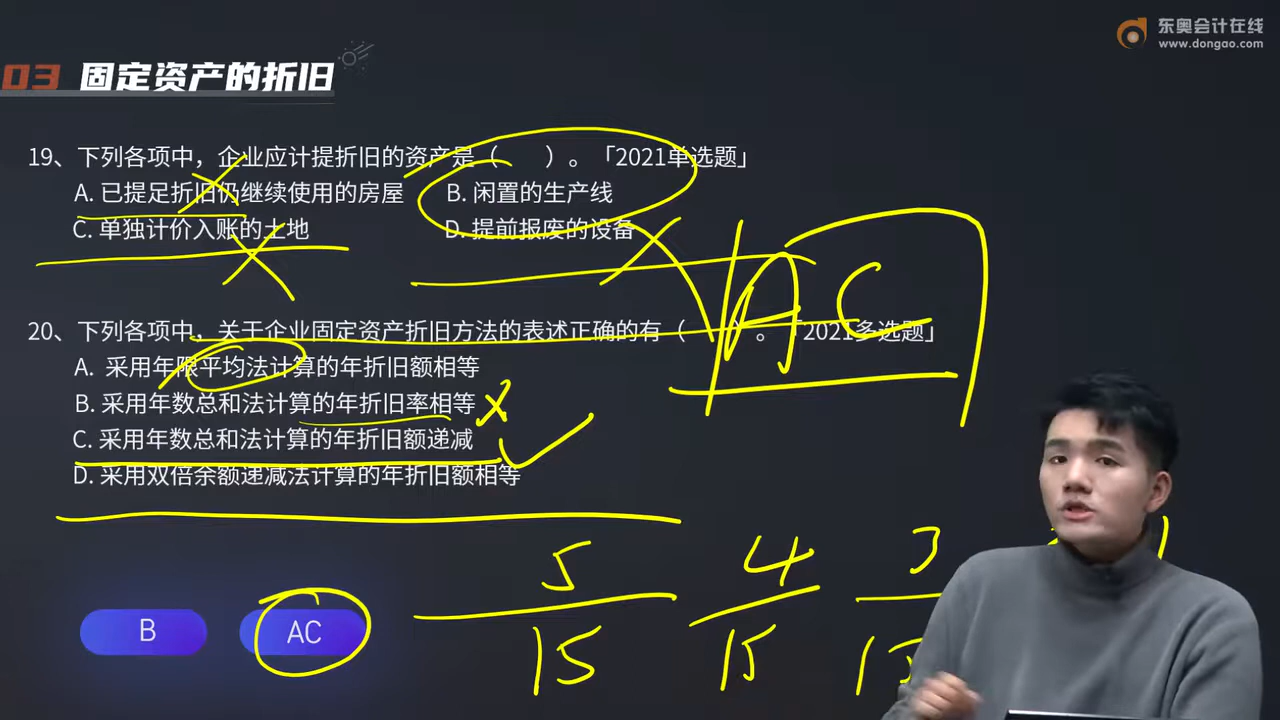 东奥会计在线
www.dongao.com
03 固定资产的折旧
19、下列各项中，企业应计提折旧的资产是（ ）。「2021单选题」
A. 已提足折旧仍继续使用的房屋 B. 闲置的生产线
C. 单独计价入账的土地 D. 提前报废的设备
AC
20、下列各项中，关于企业固定资产折旧方法的表述正确的有（ ）。「2021多选题」
A. 采用年限平均法计算的年折旧额相等
B. 采用年数总和法计算的年折旧率相等
C. 采用年数总和法计算的年折旧额递减
D. 采用双倍余额递减法计算的年折旧额相等
5 4 3
15 15
B AC